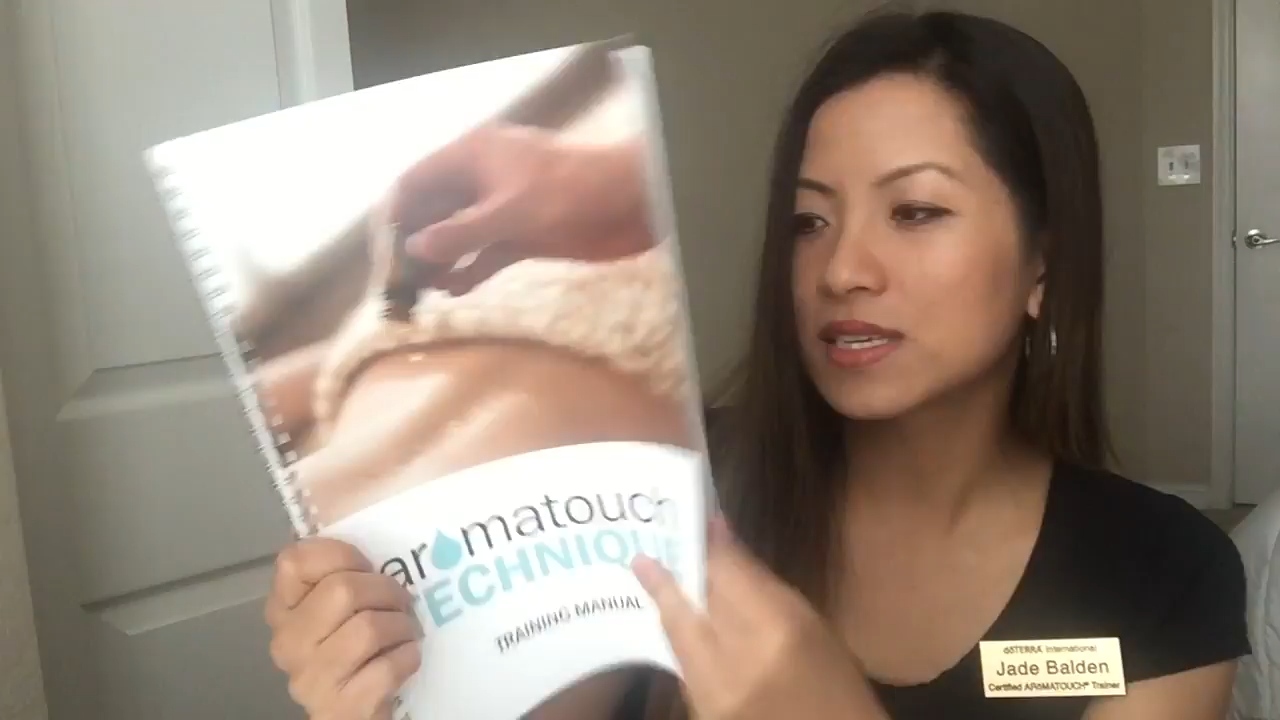 aromatouch
TECHNIQUE
TRAINING MANUAL
dōTERRA International
Jade Balden
Certified AROMATOUCH® Trainer